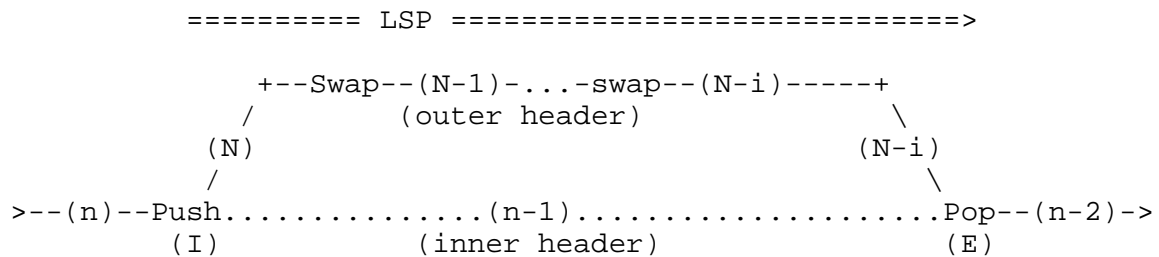 ========== LSP =============================>
+--Swap--(N-1)-...-swap--(N-i)-----+
/ (outer header) \
(N) (N-i)
/ \
>--(n)--Push...............(n-1).....................Pop--(n-2)->
(I) (inner header) (E)